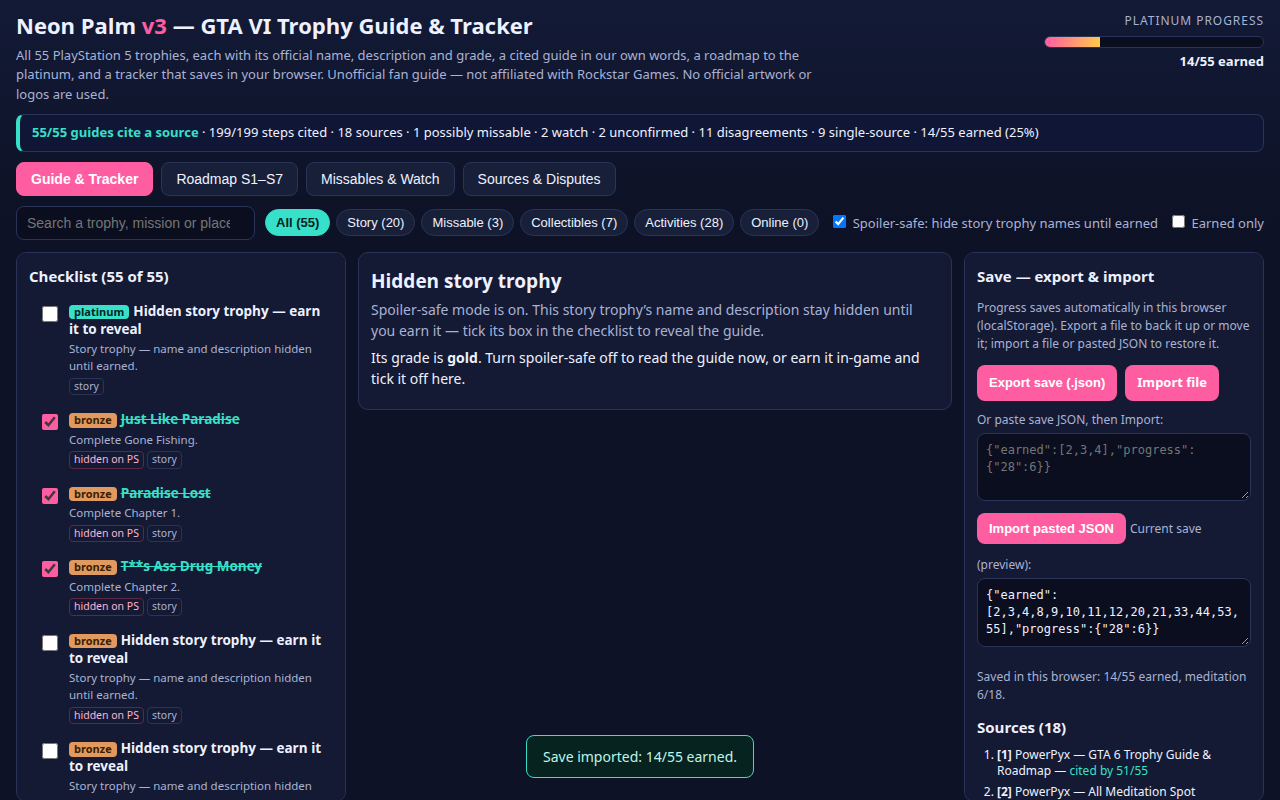 Neon Palm v3 — GTA VI Trophy Guide & Tracker
All 55 PlayStation 5 trophies, each with its official name, description and grade, a cited guide in our own words, a roadmap to the
platinum, and a tracker that saves in your browser. Unofficial fan guide — not affiliated with Rockstar Games. No official artwork or
logos are used.
PLATINUM PROGRESS
14/55 earned
55/55 guides cite a source · 199/199 steps cited · 18 sources · 1 possibly missable · 2 watch · 2 unconfirmed · 11 disagreements · 9 single-source · 14/55 earned (25%)
Guide & Tracker
Roadmap S1–S7
Missables & Watch
Sources & Disputes
Search a trophy, mission or place
All (55)
Story (20)
Missable (3)
Collectibles (7)
Activities (28)
Online (0)
Spoiler-safe: hide story trophy names until earned
Earned only
Checklist (55 of 55)
platinum Hidden story trophy — earn
it to reveal
Story trophy — name and description hidden
until earned.
story
bronze Just Like Paradise
Complete Gone Fishing.
hidden on PS story
bronze Paradise Lost
Complete Chapter 1.
hidden on PS story
bronze T**s Ass Drug Money
Complete Chapter 2.
hidden on PS story
bronze Hidden story trophy — earn it
to reveal
Story trophy — name and description hidden
until earned.
hidden on PS story
bronze Hidden story trophy — earn it
to reveal
Story trophy — name and description hidden
Hidden story trophy
Spoiler-safe mode is on. This story trophy's name and description stay hidden until
you earn it — tick its box in the checklist to reveal the guide.
Its grade is gold. Turn spoiler-safe off to read the guide now, or earn it in-game and
tick it off here.
Save — export & import
Progress saves automatically in this browser
(localStorage). Export a file to back it up or move
it; import a file or pasted JSON to restore it.
Export save (.json)
Import file
Or paste save JSON, then Import:
{"earned":[2,3,4],"progress":
{"28":6}}
Import pasted JSON Current save
(preview):
{"earned":
[2,3,4,8,9,10,11,12,20,21,33,44,53,
55],"progress":{"28":6}}
Saved in this browser: 14/55 earned, meditation
6/18.
Sources (18)
1. [1] PowerPyx — GTA 6 Trophy Guide &
Roadmap — cited by 51/55
2. [2] PowerPyx — All Meditation Spot
Save imported: 14/55 earned.